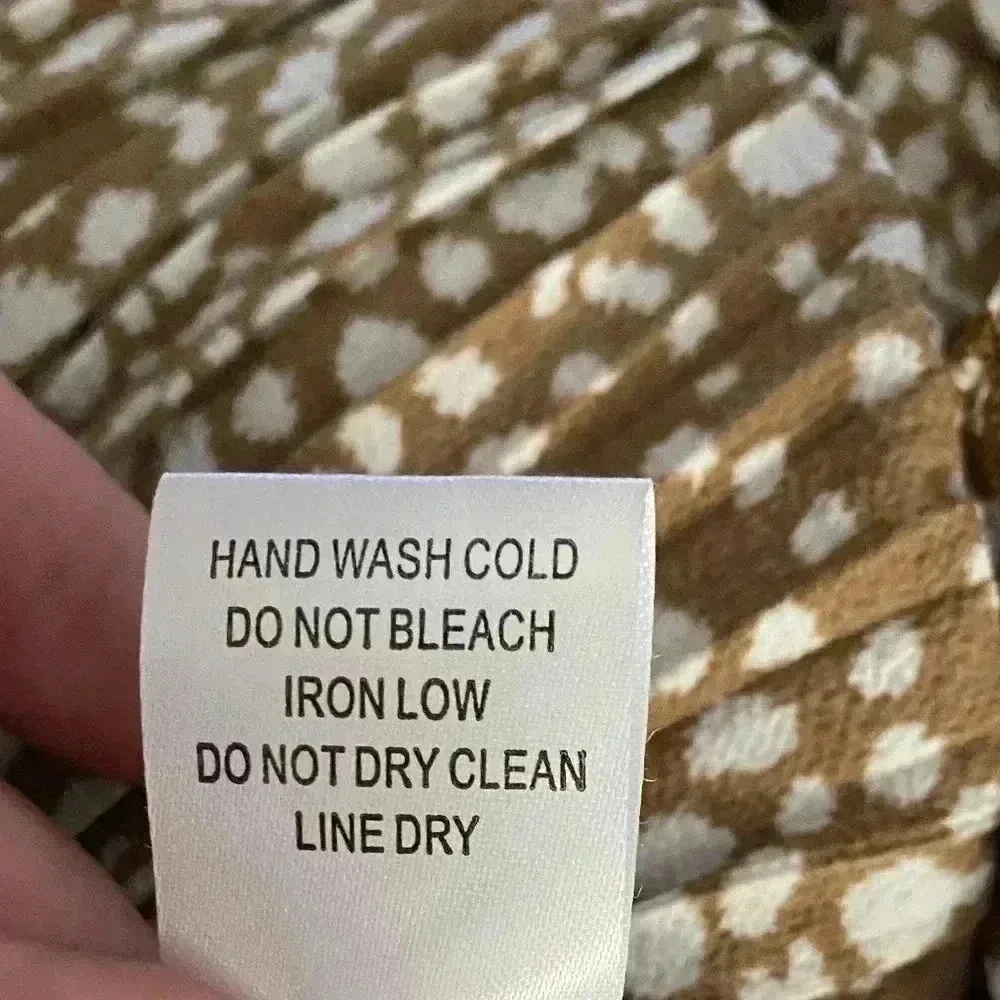 HAND WASH COLD
DO NOT BLEACH
IRON LOW
DO NOT DRY CLEAN
LINE DRY